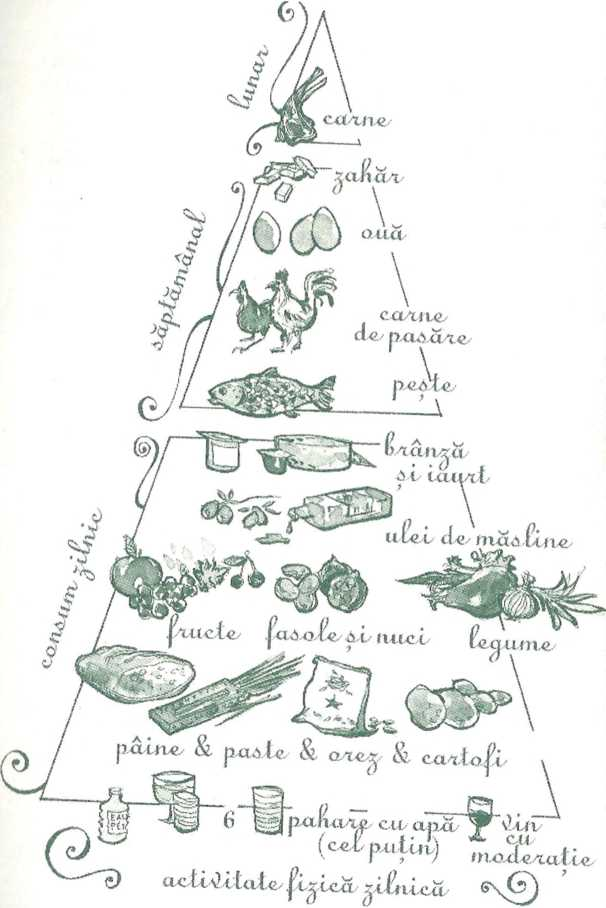 lunar
carne
zahăr
ouă
săptămânal
carne
de pasăre
pește
brânză
și iaurt
ulei de măsline
consum zilnic
fructe
fasole și nuci
legume
pâine & paste & orez & cartofi
EAU
6 pahare cu apă
(cel puțin)
vin
cu
moderație
activitate fizică zilnică